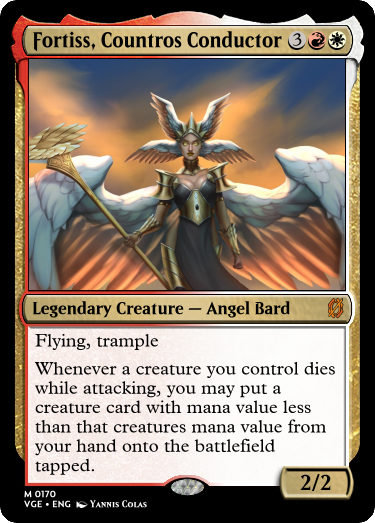 Fortiss, Countros Conductor 3
Legendary Creature — Angel Bard
Flying, trample
Whenever a creature you control dies
while attacking, you may put a
creature card with mana value less
than that creatures mana value from
your hand onto the battlefield
tapped.
2/2
M 0170
VGE • ENG Yannis Colas